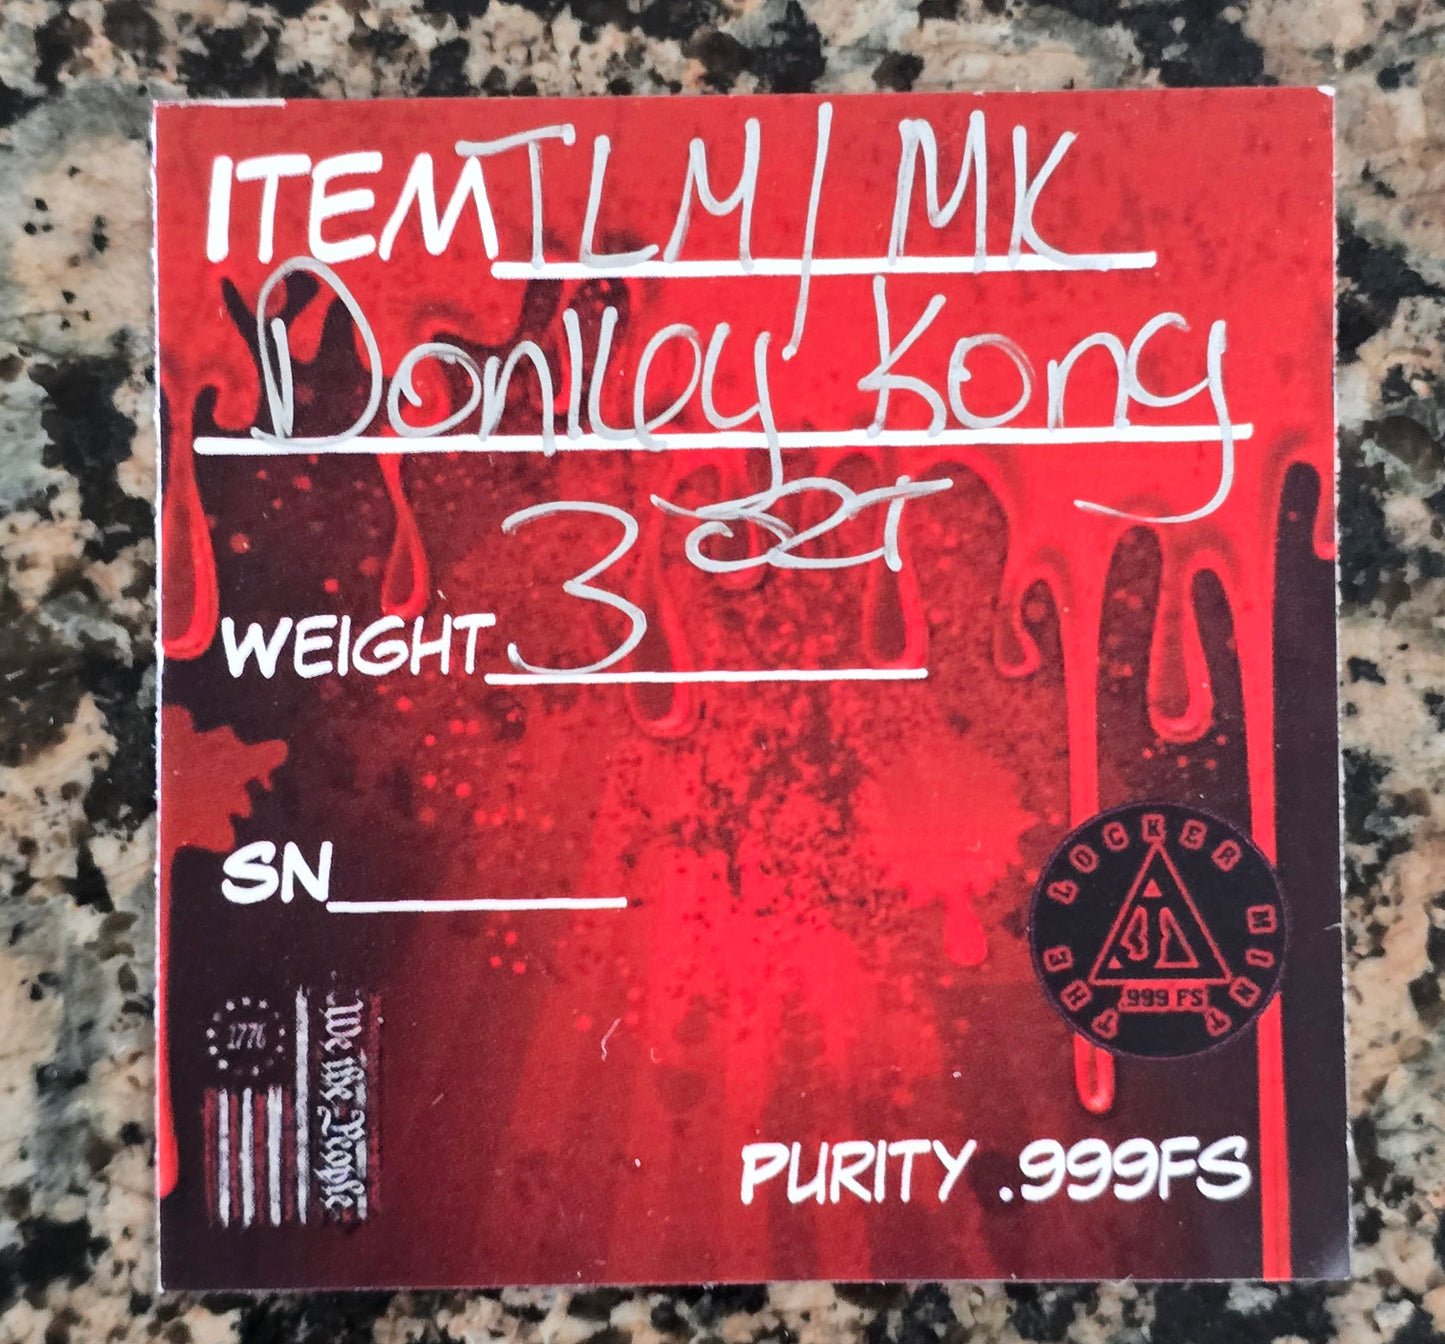 ITEM TLM/MK
Donkey Kong
WEIGHT 3 ozt
SN
THE LOCKER MINT
.999 FS
1776
We the People
PURITY .999FS